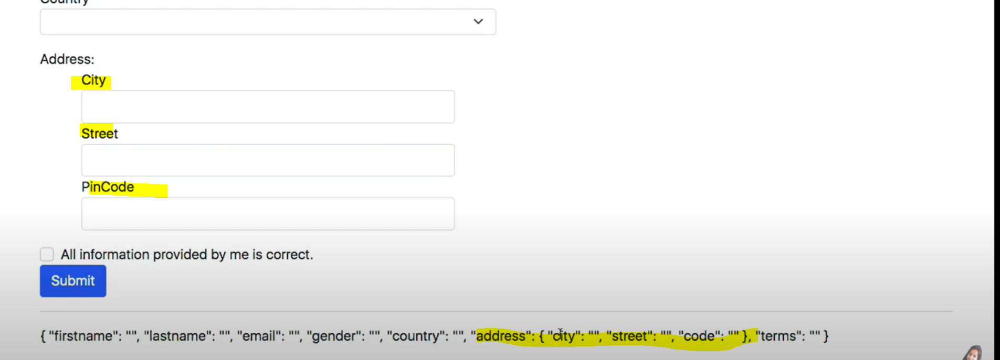 Country
Address:
City
Street
PinCode
All information provided by me is correct.
Submit
{ "firstname": "", "lastname": "", "email": "", "gender": "", "country": "", "address": { "city": "", "street": "", "code": "" }, "terms": "" }